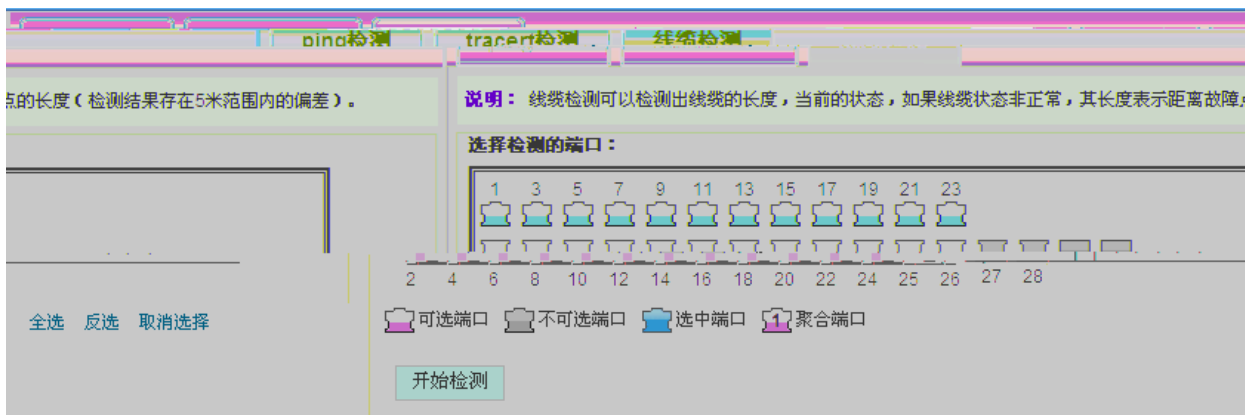 ping检测 tracert检测 线缆检测
点的长度（检测结果存在5米范围内的偏差）。
说明： 线缆检测可以检测出线缆的长度，当前的状态，如果线缆状态非正常，其长度表示距离故障点
选择检测的端口：
1 3 5 7 9 11 13 15 17 19 21 23
2 4 6 8 10 12 14 16 18 20 22 24 25 26 27 28
全选 反选 取消选择
可选端口 不可选端口 选中端口 1 聚合端口
开始检测